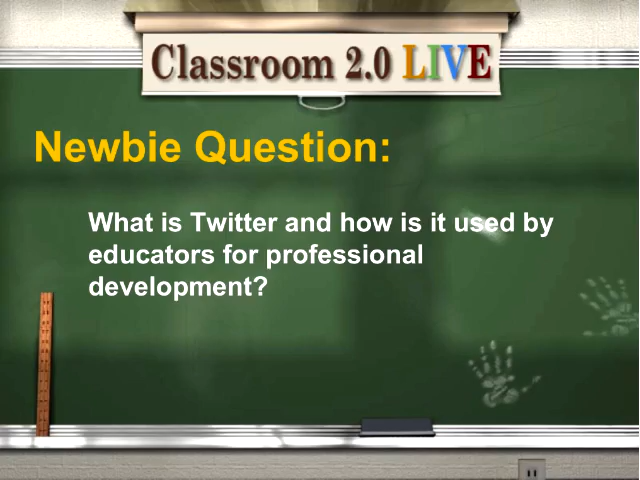 Classroom 2.0 LIVE
Newbie Question:
What is Twitter and how is it used by
educators for professional
development?